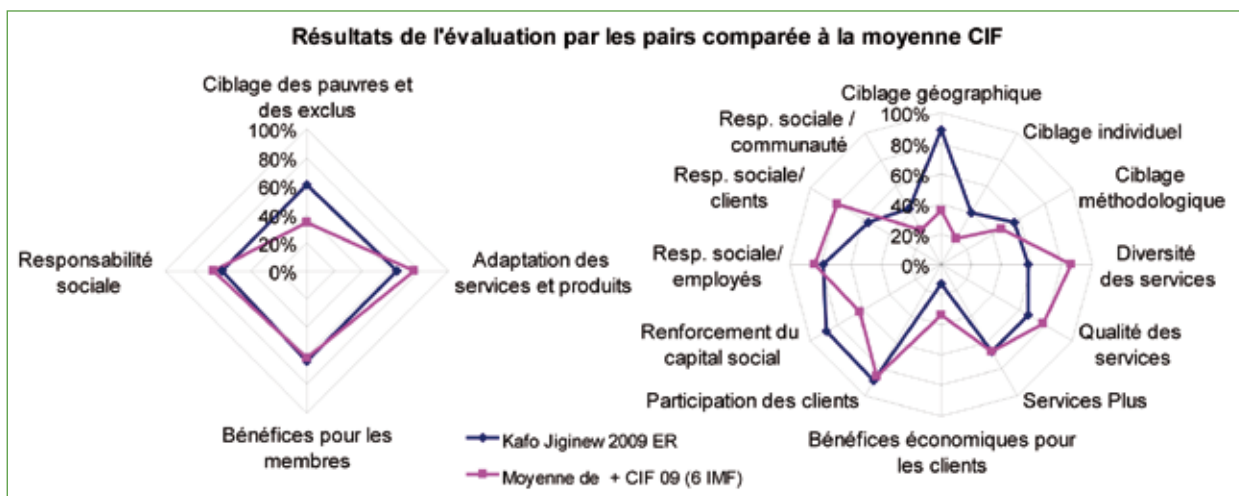 Résultats de l'évaluation par les pairs comparée à la moyenne CIF
Ciblage des pauvres et
des exclus
100%
80%
60%
40%
20%
0%
Responsabilité
sociale
Adaptation des
services et produits
Bénéfices pour les
membres
Ciblage géographique
100%
80%
60%
40%
20%
0%
Ciblage individuel
Ciblage
méthodologique
Diversité
des services
Qualité des
services
Services Plus
Bénéfices économiques pour
les clients
Participation des clients
Renforcement du
capital social
Resp. sociale/
employés
Resp. sociale/
clients
Resp. sociale /
communauté
Kafo Jiginew 2009 ER
Moyenne de + CIF 09 (6 IMF)